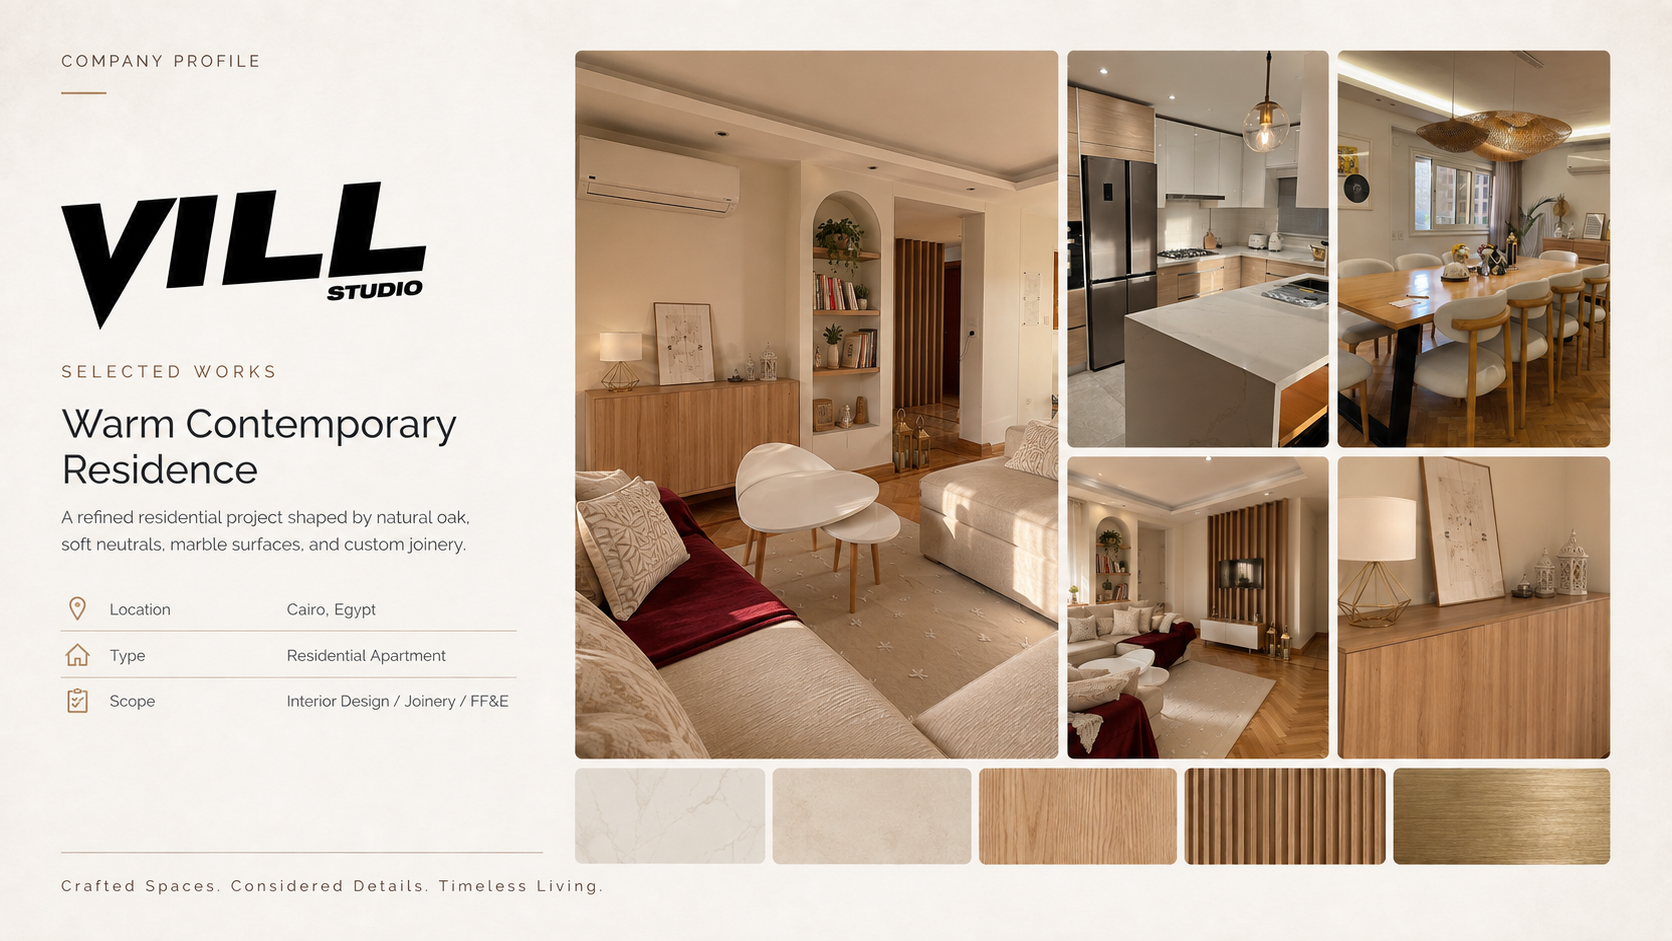 COMPANY PROFILE
VILL
STUDIO
SELECTED WORKS
Warm Contemporary
Residence
A refined residential project shaped by natural oak,
soft neutrals, marble surfaces, and custom joinery.
Location Cairo, Egypt
Type Residential Apartment
Scope Interior Design / Joinery / FF&E
Crafted Spaces. Considered Details. Timeless Living.